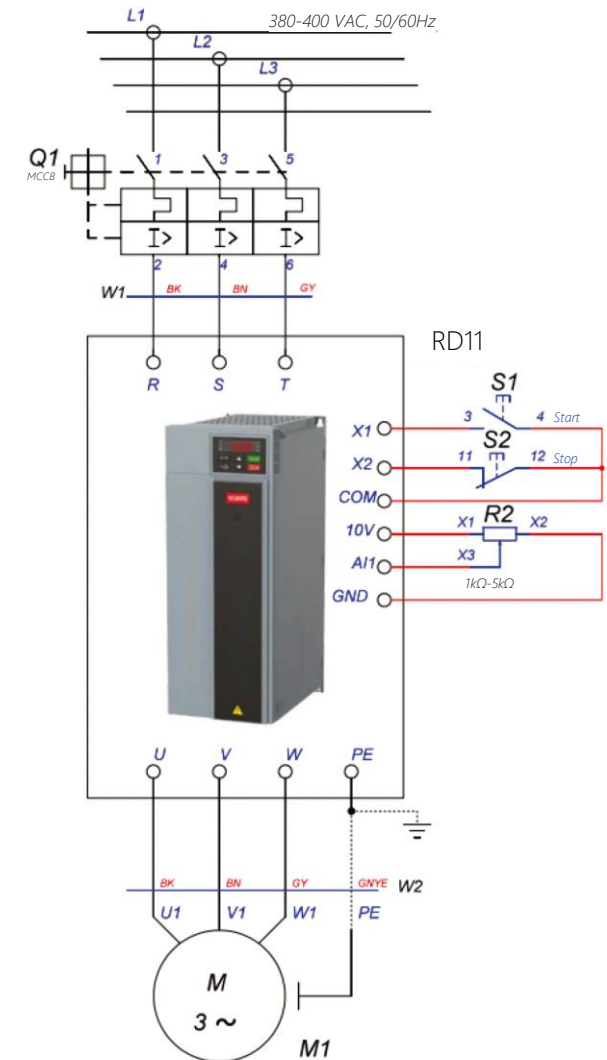 L1
380-400 VAC, 50/60Hz
L2
L3
Q1
MCCB
1 3 5
I> I> I>
2 4 6
W1 BK BN GY
RD11
R S T
S1
X1 3 4 Start
S2
X2 11 12 Stop
COM
R2
10V X1 X2
AI1 X3
1kΩ-5kΩ
GND
U V W PE
BK BN GY GNYE W2
U1 V1 W1 PE
M
3 ~
M1